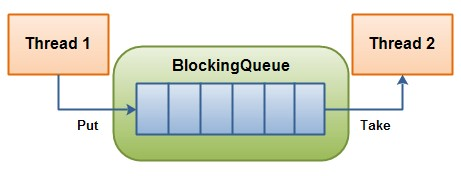 Thread 1
BlockingQueue
Thread 2
Put
Take